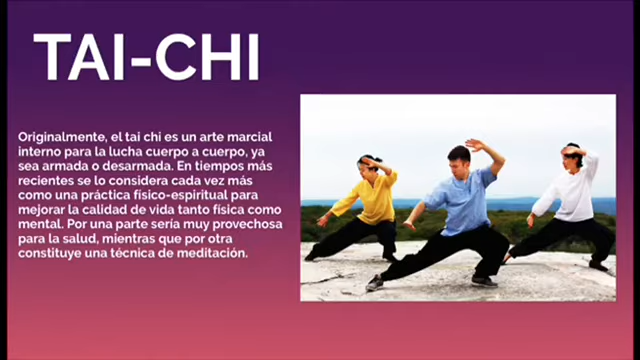 TAI-CHI
Originalmente, el tai chi es un arte marcial
interno para la lucha cuerpo a cuerpo, ya
sea armada o desarmada. En tiempos más
recientes se lo considera cada vez más
como una práctica físico-espiritual para
mejorar la calidad de vida tanto física como
mental. Por una parte sería muy provechosa
para la salud, mientras que por otra
constituye una técnica de meditación.